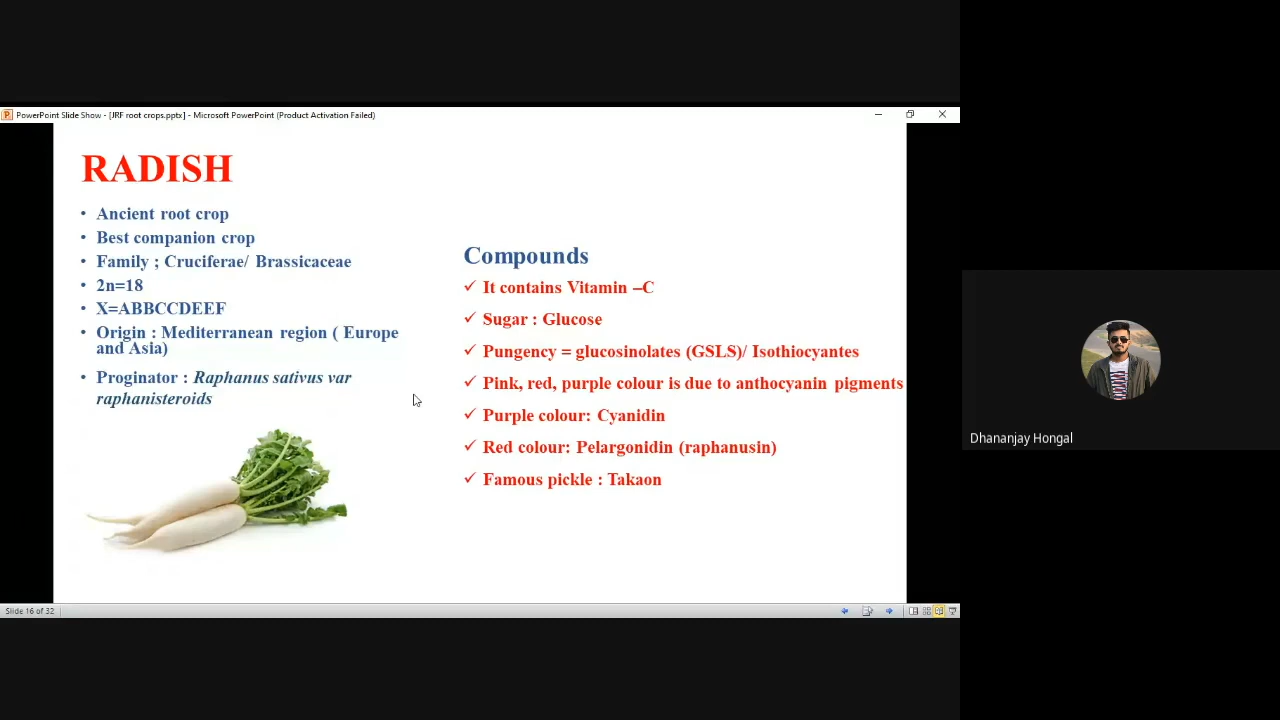 PowerPoint Slide Show - [JRF root crops.pptx] - Microsoft PowerPoint (Product Activation Failed)
RADISH
• Ancient root crop
• Best companion crop
• Family ; Cruciferae/ Brassicaceae
• 2n=18
• X=ABBCCDEEF
• Origin : Mediterranean region ( Europe
and Asia)
• Proginator : Raphanus sativus var
raphanisteroids
Compounds
✓ It contains Vitamin –C
✓ Sugar : Glucose
✓ Pungency = glucosinolates (GSLS)/ Isothiocyantes
✓ Pink, red, purple colour is due to anthocyanin pigments
✓ Purple colour: Cyanidin
✓ Red colour: Pelargonidin (raphanusin)
✓ Famous pickle : Takaon
Slide 16 of 32
Dhananjay Hongal